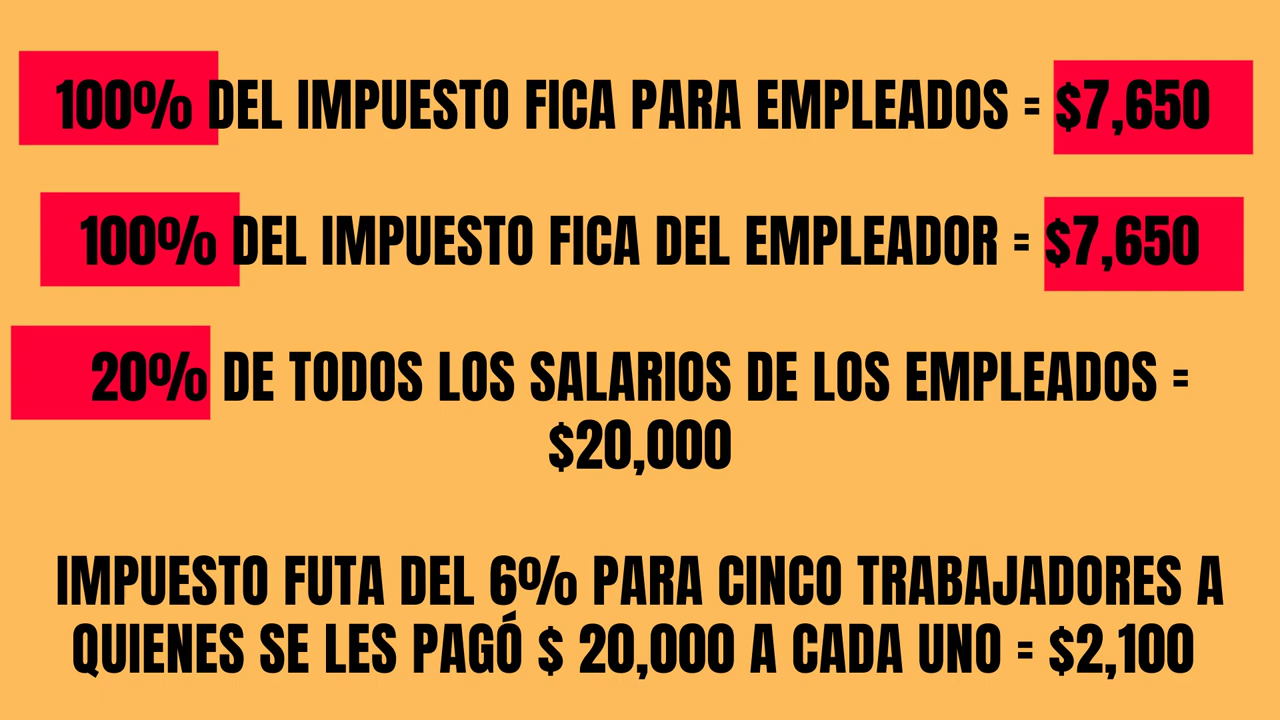 100% DEL IMPUESTO FICA PARA EMPLEADOS = $7,650
100% DEL IMPUESTO FICA DEL EMPLEADOR = $7,650
20% DE TODOS LOS SALARIOS DE LOS EMPLEADOS =
$20,000
IMPUESTO FUTA DEL 6% PARA CINCO TRABAJADORES A
QUIENES SE LES PAGÓ $ 20,000 A CADA UNO = $2,100